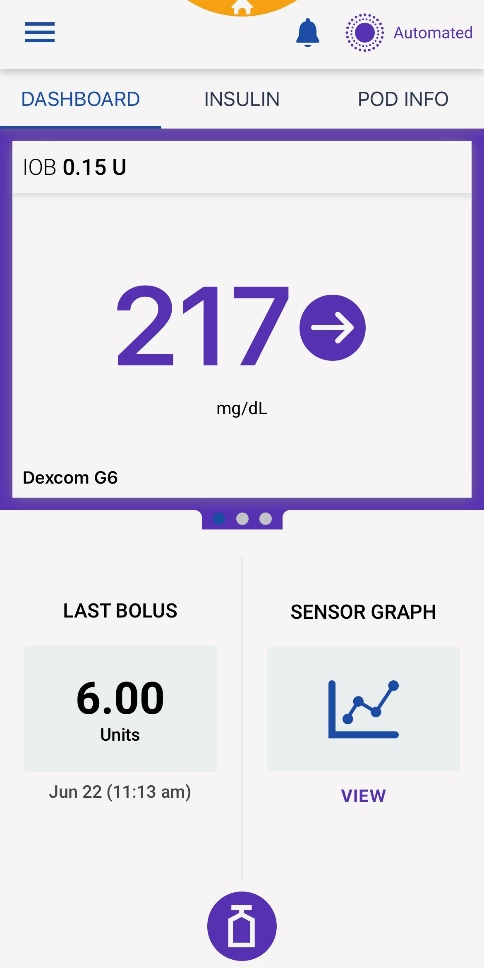 Automated
DASHBOARD INSULIN POD INFO
IOB 0.15 U
217
mg/dL
Dexcom G6
LAST BOLUS
6.00
Units
Jun 22 (11:13 am)
SENSOR GRAPH
VIEW